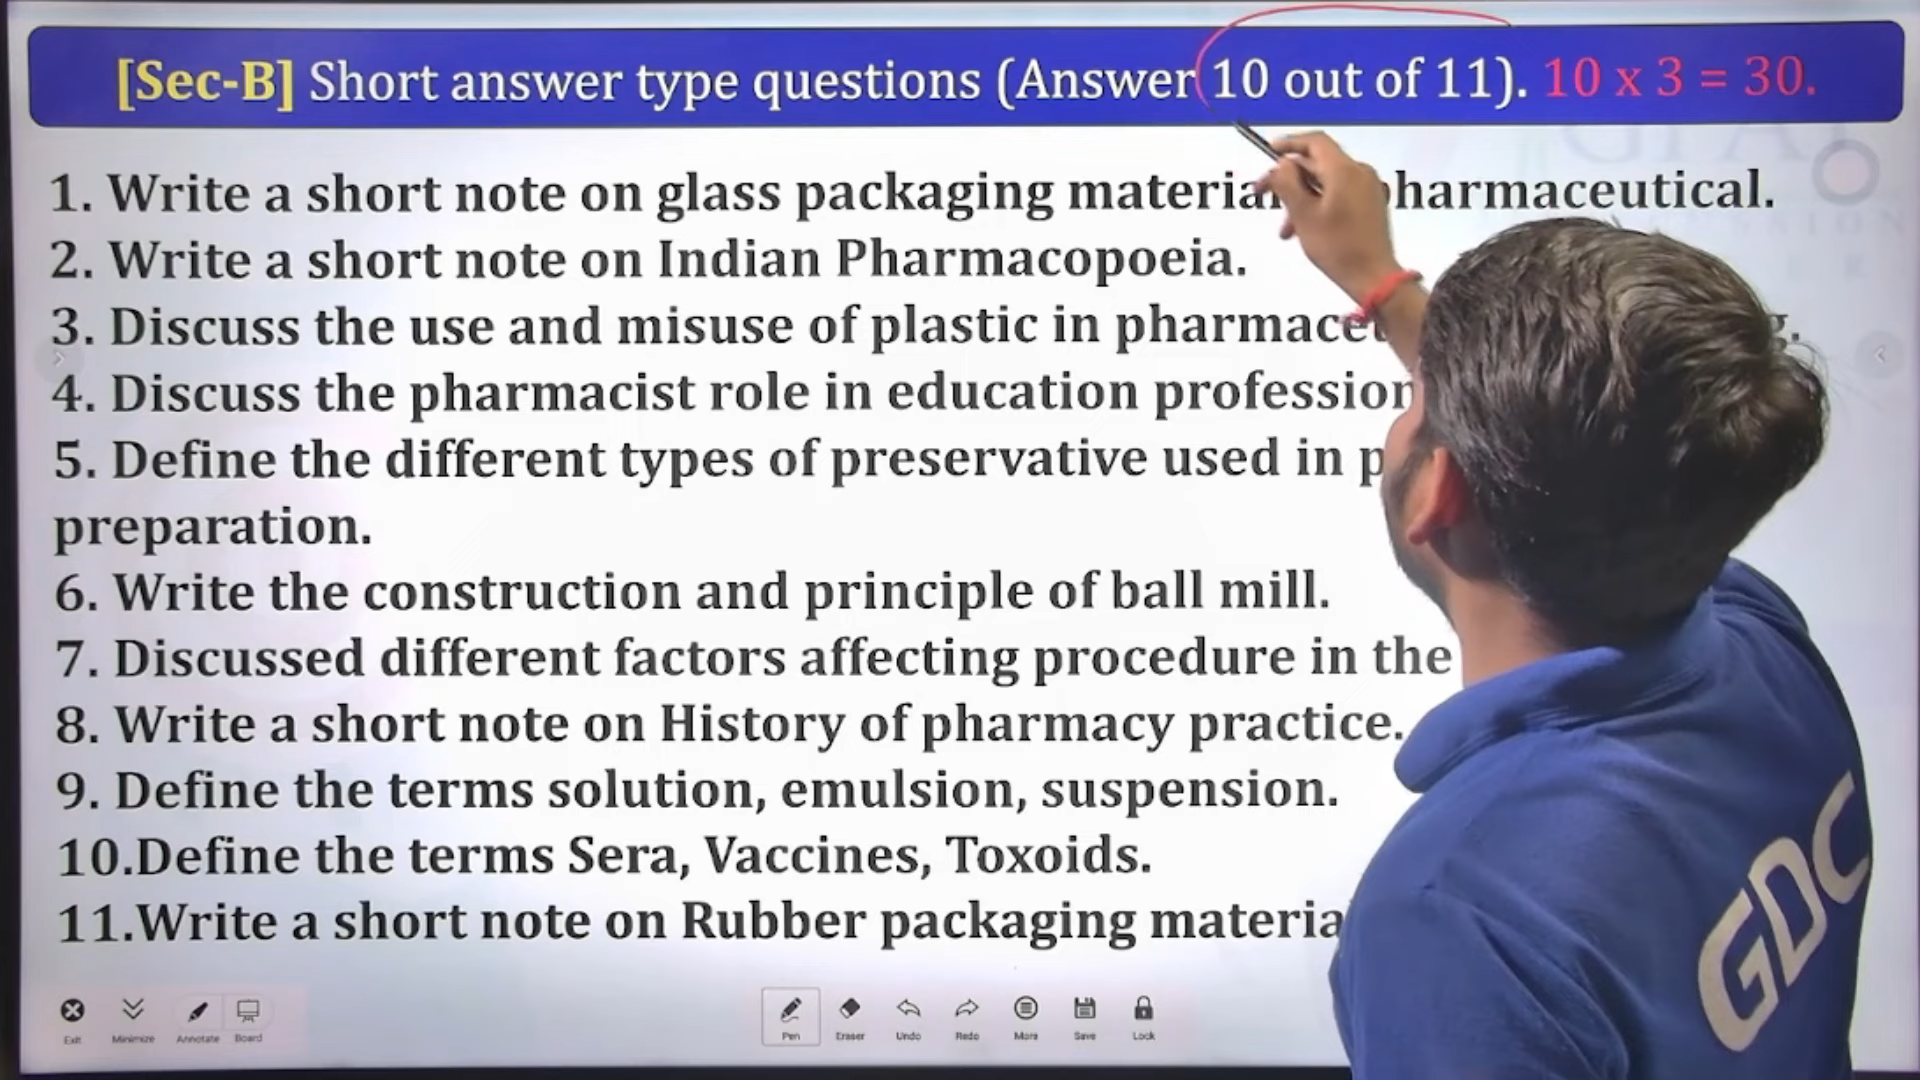 [Sec-B] Short answer type questions (Answer 10 out of 11). 10 x 3 = 30.
1. Write a short note on glass packaging material pharmaceutical.
2. Write a short note on Indian Pharmacopoeia.
3. Discuss the use and misuse of plastic in
4. Discuss the pharmacist role in education profession
5. Define the different types of preservative used in
preparation.
6. Write the construction and principle of ball mill.
7. Discussed different factors affecting procedure in the
8. Write a short note on History of pharmacy practice.
9. Define the terms solution, emulsion, suspension.
10.Define the terms Sera, Vaccines, Toxoids.
11.Write a short note on Rubber packaging
GDC
Exit Minimize Annotate Board Pen Eraser Undo Redo More Save Lock